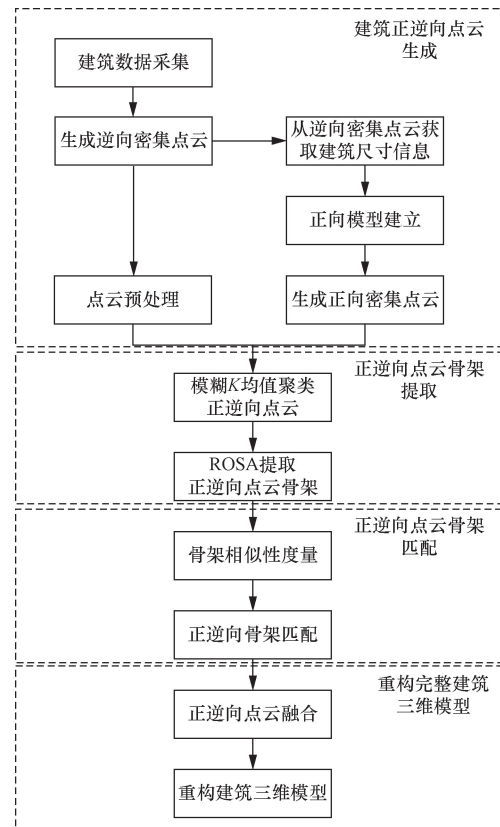 建筑正逆向点云
生成
建筑数据采集
生成逆向密集点云
从逆向密集点云获
取建筑尺寸信息
正向模型建立
点云预处理
生成正向密集点云
正逆向点云骨架
提取
模糊K均值聚类
正逆向点云
ROSA提取
正逆向点云骨架
正逆向点云骨架
匹配
骨架相似性度量
正逆向骨架匹配
重构完整建筑
三维模型
正逆向点云融合
重构建筑三维模型